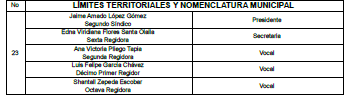 No LÍMITES TERRITORIALES Y NOMENCLATURA MUNICIPAL
Jaime Amado López Gómez
Segundo Síndico
Presidente
Edna Viridiana Flores Santa Olalla
Sexta Regidora
Secretaria
23
Ana Victoria Pliego Tapia
Segunda Regidora
Vocal
Luis Felipe García Chávez
Décimo Primer Regidor
Vocal
Shantall Zepeda Escobar
Octava Regidora
Vocal